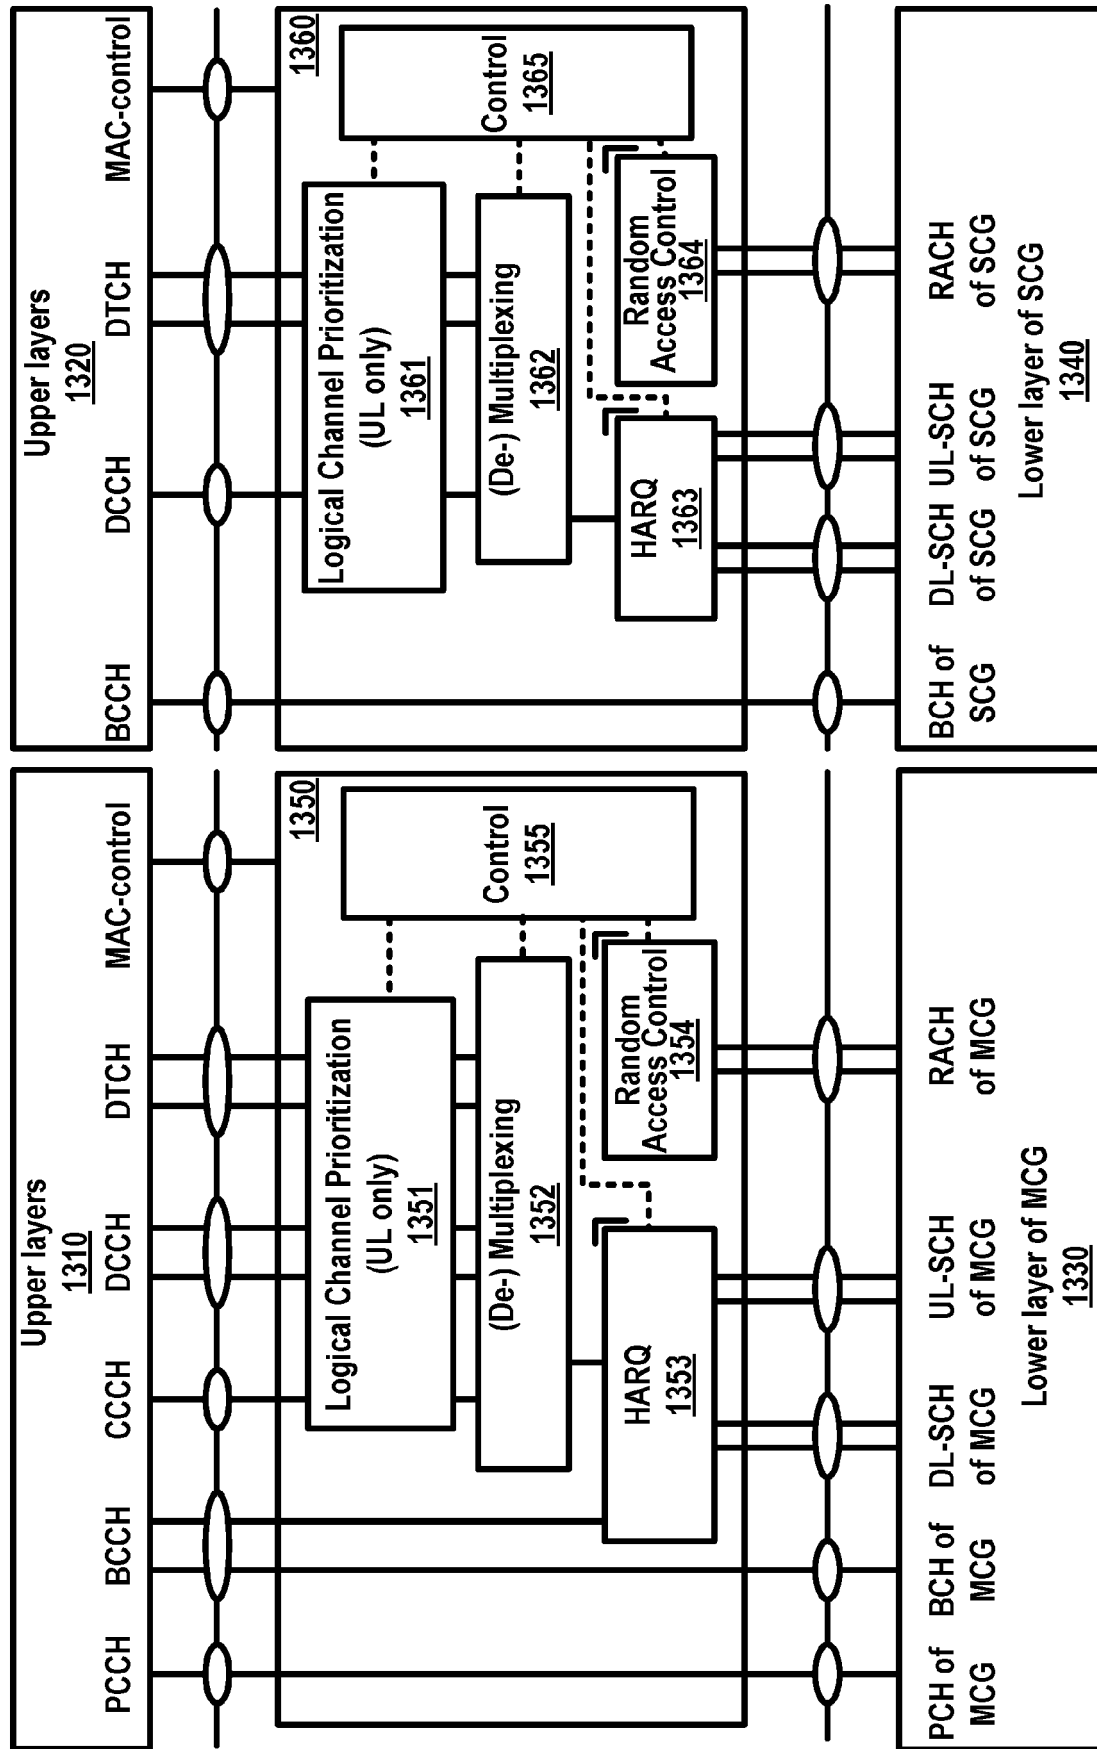 Upper layers
1310
PCCH
BCCH
CCCH
DCCH
DTCH
MAC-control
1350
Logical Channel Prioritization
(UL only)
1351
(De-) Multiplexing
1352
HARQ
1353
Random
Access Control
1354
Control
1355
PCH of
MCG
BCH of
MCG
DL-SCH
of MCG
UL-SCH
of MCG
RACH
of MCG
Lower layer of MCG
1330
Upper layers
1320
BCCH
DCCH
DTCH
MAC-control
1360
Logical Channel Prioritization
(UL only)
1361
(De-) Multiplexing
1362
HARQ
1363
Random
Access Control
1364
Control
1365
BCH of
SCG
DL-SCH
of SCG
UL-SCH
of SCG
RACH
of SCG
Lower layer of SCG
1340